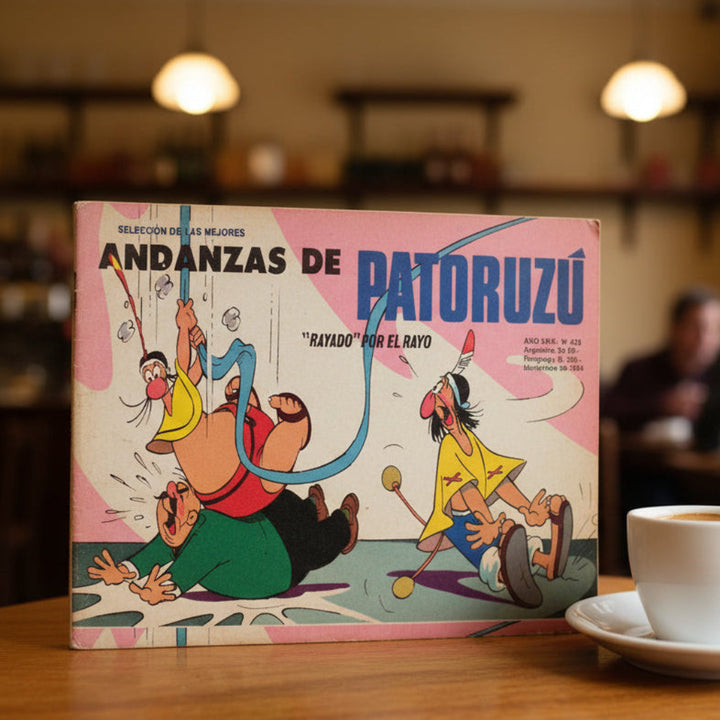 SELECCIÓN DE LAS MEJORES
ANDANZAS DE PATORUZÚ
"RAYADO" POR EL RAYO